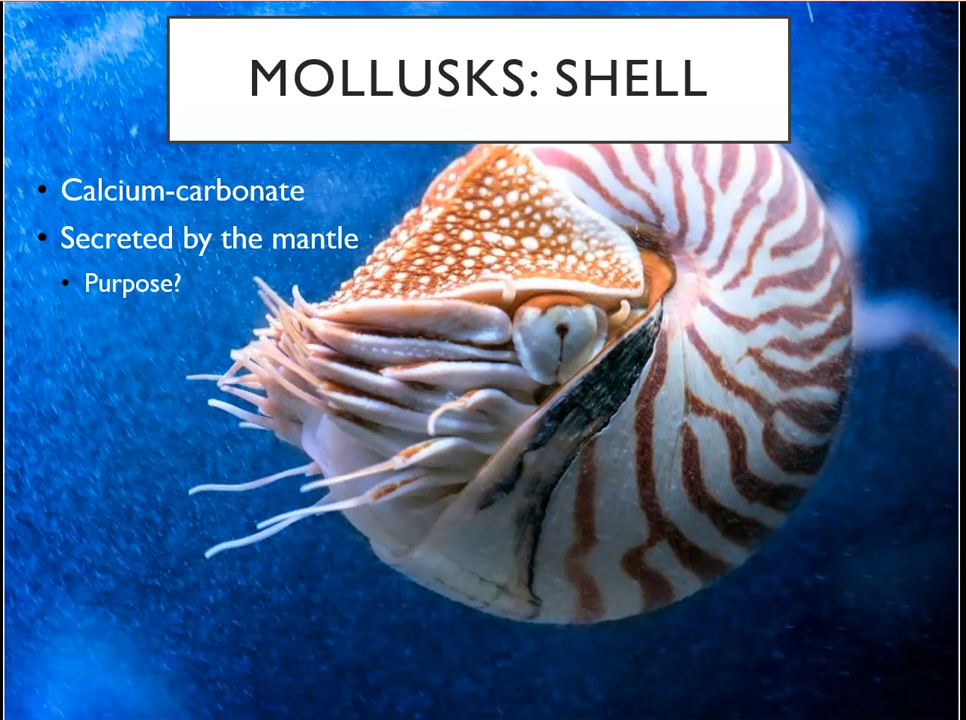 MOLLUSKS: SHELL
• Calcium-carbonate
• Secreted by the mantle
• Purpose?